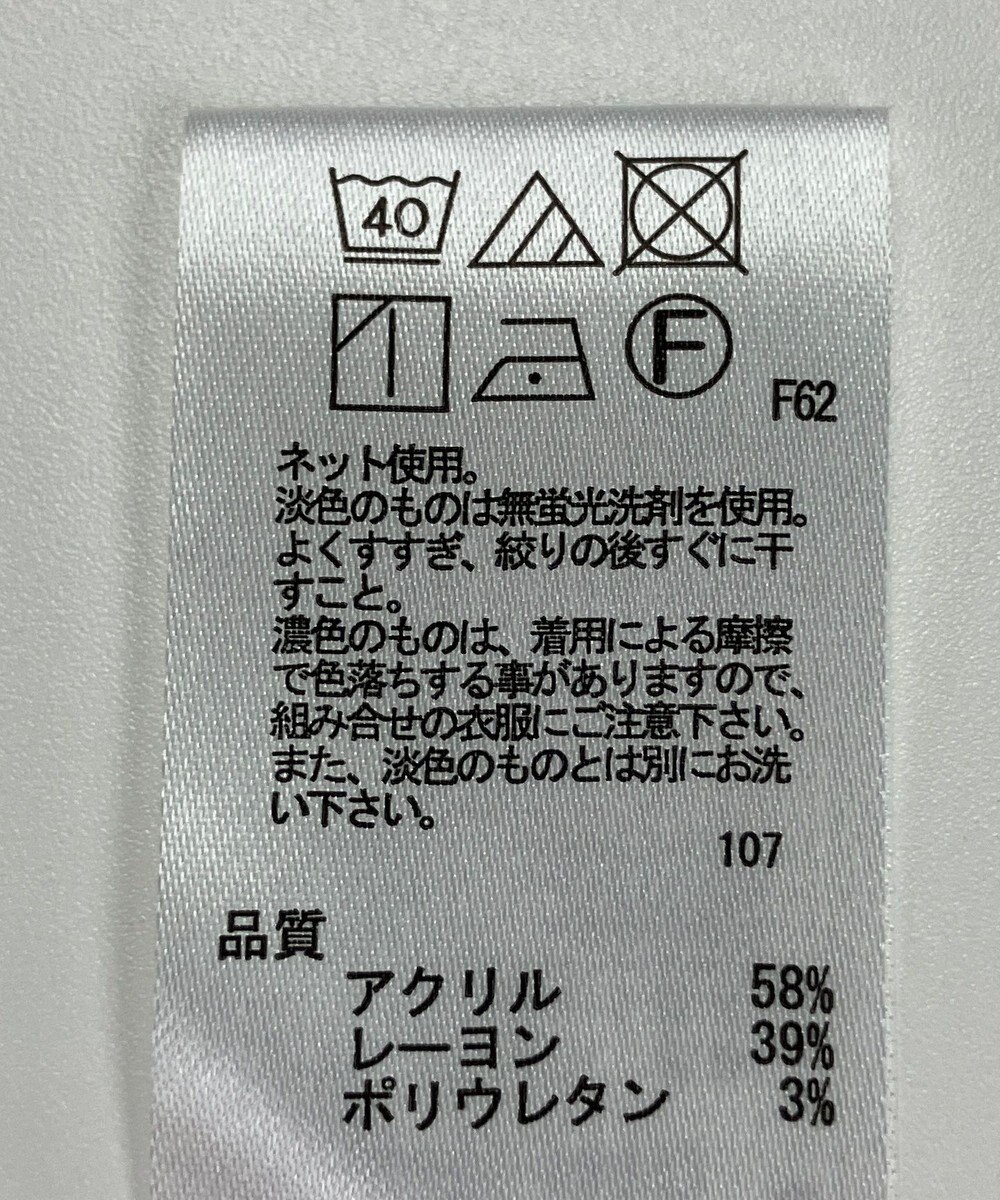 40
F
F62
ネット使用。
淡色のものは無蛍光洗剤を使用。
よくすすぎ、絞りの後すぐに干
すこと。
濃色のものは、着用による摩擦
で色落ちする事がありますので、
組み合せの衣服にご注意下さい。
また、淡色のものとは別にお洗
い下さい。
107
品質
アクリル 58%
レーヨン 39%
ポリウレタン 3%